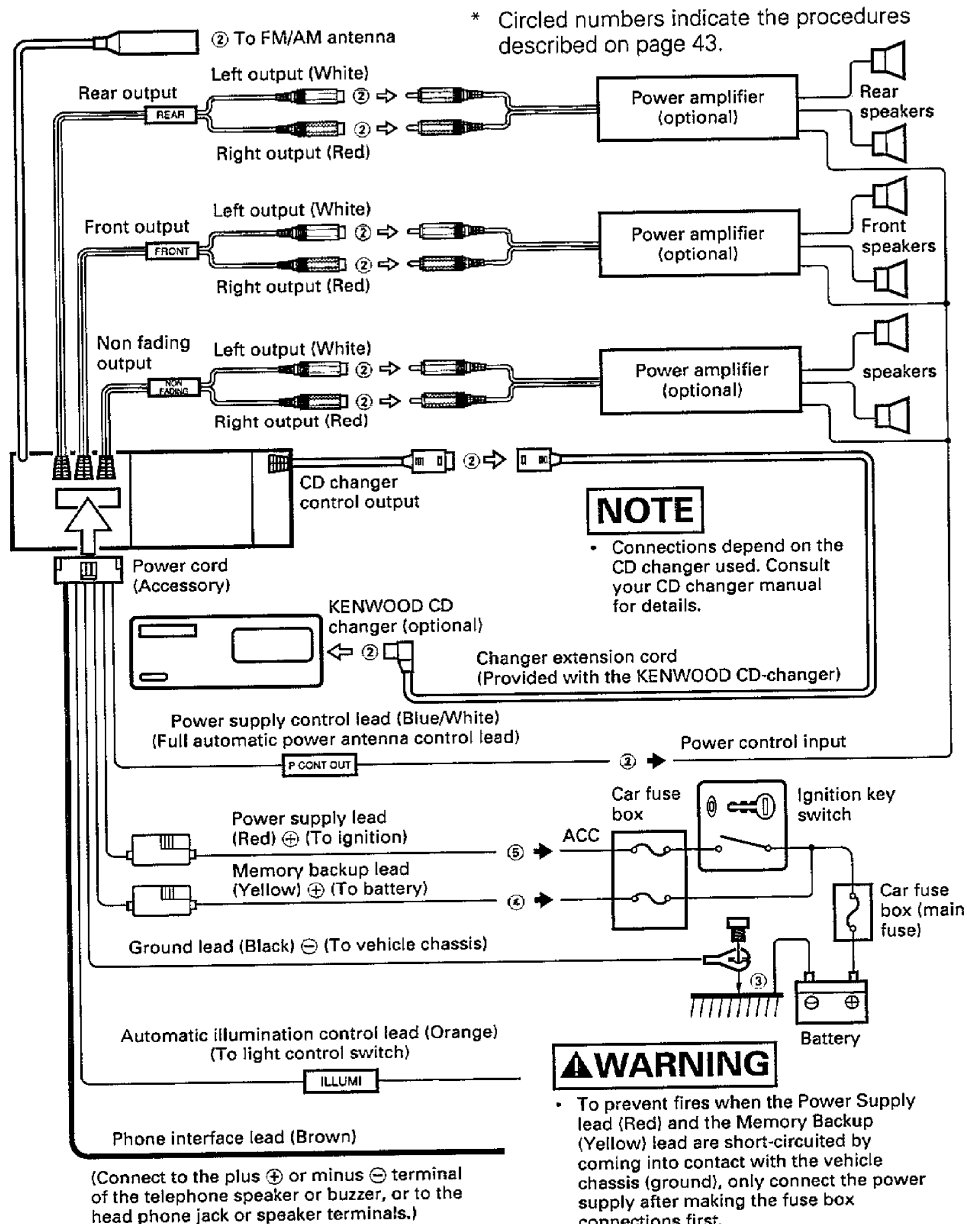 * Circled numbers indicate the procedures
described on page 43.
② To FM/AM antenna
Left output (White)
Rear output
REAR
②
②
Right output (Red)
Power amplifier
(optional)
Rear
speakers
Left output (White)
Front output
FRONT
②
②
Right output (Red)
Power amplifier
(optional)
Front
speakers
Non fading
output
Left output (White)
NON
FADING
②
②
Right output (Red)
Power amplifier
(optional)
speakers
②
CD changer
control output
NOTE
• Connections depend on the
CD changer used. Consult
your CD changer manual
for details.
Power cord
(Accessory)
KENWOOD CD
changer (optional)
②
Changer extension cord
(Provided with the KENWOOD CD-changer)
Power supply control lead (Blue/White)
(Full automatic power antenna control lead)
P CONT OUT
②
Power control input
Car fuse
box
Ignition key
switch
Power supply lead
(Red) ⊕ (To ignition)
⑤
ACC
Memory backup lead
(Yellow) ⊕ (To battery)
④
Car fuse
box (main
fuse)
Ground lead (Black) ⊖ (To vehicle chassis)
③
⊖ ⊕
Battery
Automatic illumination control lead (Orange)
(To light control switch)
ILLUMI
WARNING
• To prevent fires when the Power Supply
lead (Red) and the Memory Backup
(Yellow) lead are short-circuited by
coming into contact with the vehicle
chassis (ground), only connect the power
supply after making the fuse box
connections first.
Phone interface lead (Brown)
(Connect to the plus ⊕ or minus ⊖ terminal
of the telephone speaker or buzzer, or to the
head phone jack or speaker terminals.)